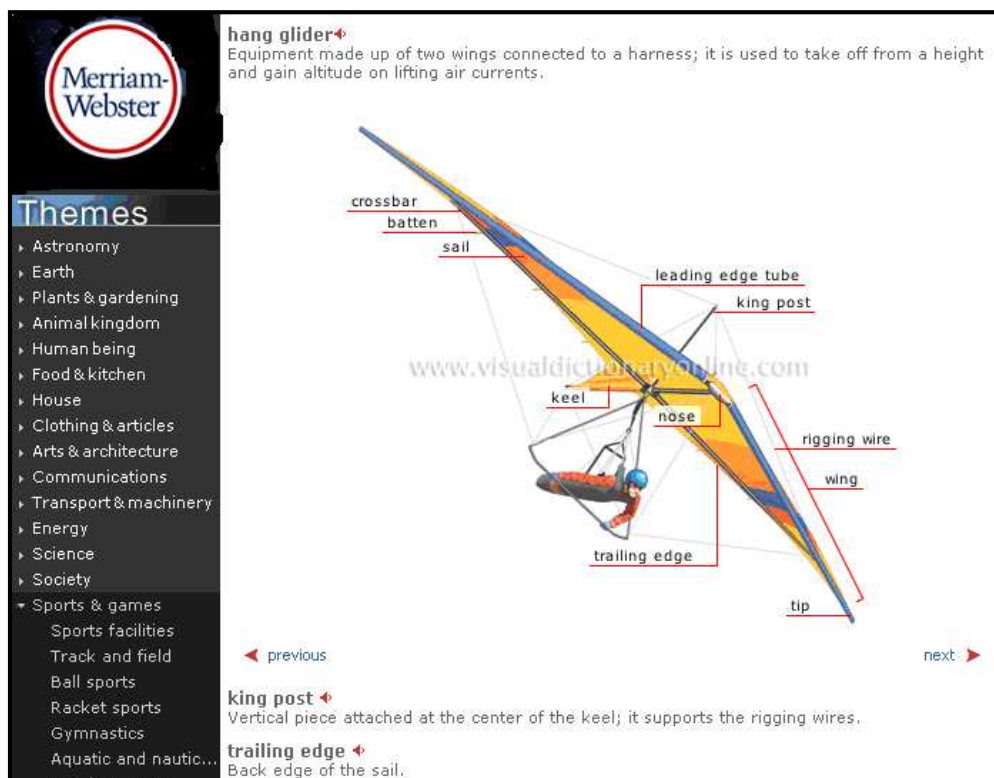 Merriam-
Webster
Themes
Astronomy
Earth
Plants & gardening
Animal kingdom
Human being
Food & kitchen
House
Clothing & articles
Arts & architecture
Communications
Transport & machinery
Energy
Science
Society
Sports & games
Sports facilities
Track and field
Ball sports
Racket sports
Gymnastics
Aquatic and nautic...
hang glider
Equipment made up of two wings connected to a harness; it is used to take off from a height
and gain altitude on lifting air currents.
crossbar
batten
sail
leading edge tube
king post
www.visualdictionaryonline.com
keel
nose
rigging wire
wing
trailing edge
tip
previous
next
king post
Vertical piece attached at the center of the keel; it supports the rigging wires.
trailing edge
Back edge of the sail.